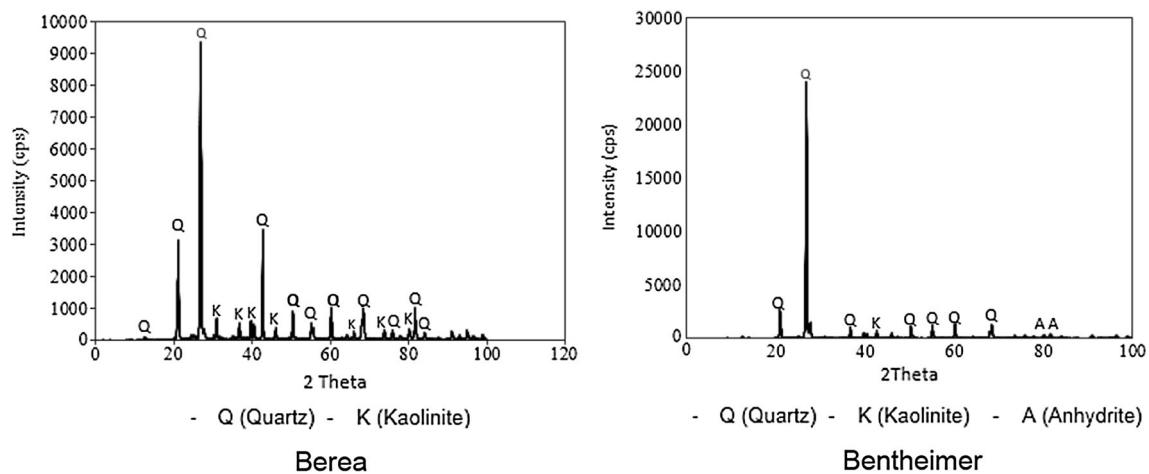 10000
9000
8000
7000
6000
5000
4000
3000
2000
1000
0
Intensity (cps)
Q
Q
Q
Q
K
K
K
K
Q
Q
Q
K
Q
K
Q
K
Q
Q
0 20 40 60 80 100 120
2 Theta
- Q (Quartz) - K (Kaolinite)
Berea
30000
25000
20000
15000
10000
5000
0
Intensity (cps)
Q
Q
Q
K
Q
Q
Q
Q
A A
0 20 40 60 80 100
2Theta
- Q (Quartz) - K (Kaolinite) - A (Anhydrite)
Bentheimer